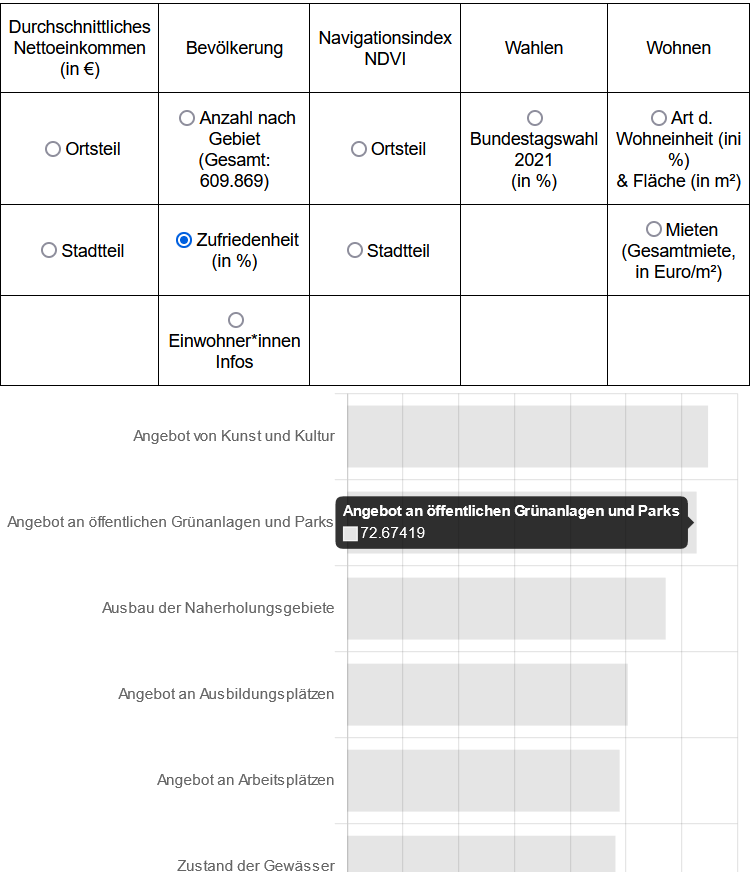 Durchschnittliches
Nettoeinkommen
(in €)
Bevölkerung
Navigationsindex
NDVI
Wahlen
Wohnen
Ortsteil
Anzahl nach
Gebiet
(Gesamt:
609.869)
Ortsteil
Bundestagswahl
2021
(in %)
Art d.
Wohneinheit (ini
%)
& Fläche (in m²)
Stadtteil
Zufriedenheit
(in %)
Stadtteil
Mieten
(Gesamtmiete,
in Euro/m²)
Einwohner*innen
Infos
Angebot von Kunst und Kultur
Angebot an öffentlichen Grünanlagen und Parks
Angebot an öffentlichen Grünanlagen und Parks
72.67419
Ausbau der Naherholungsgebiete
Angebot an Ausbildungsplätzen
Angebot an Arbeitsplätzen
Zustand der Gewässer